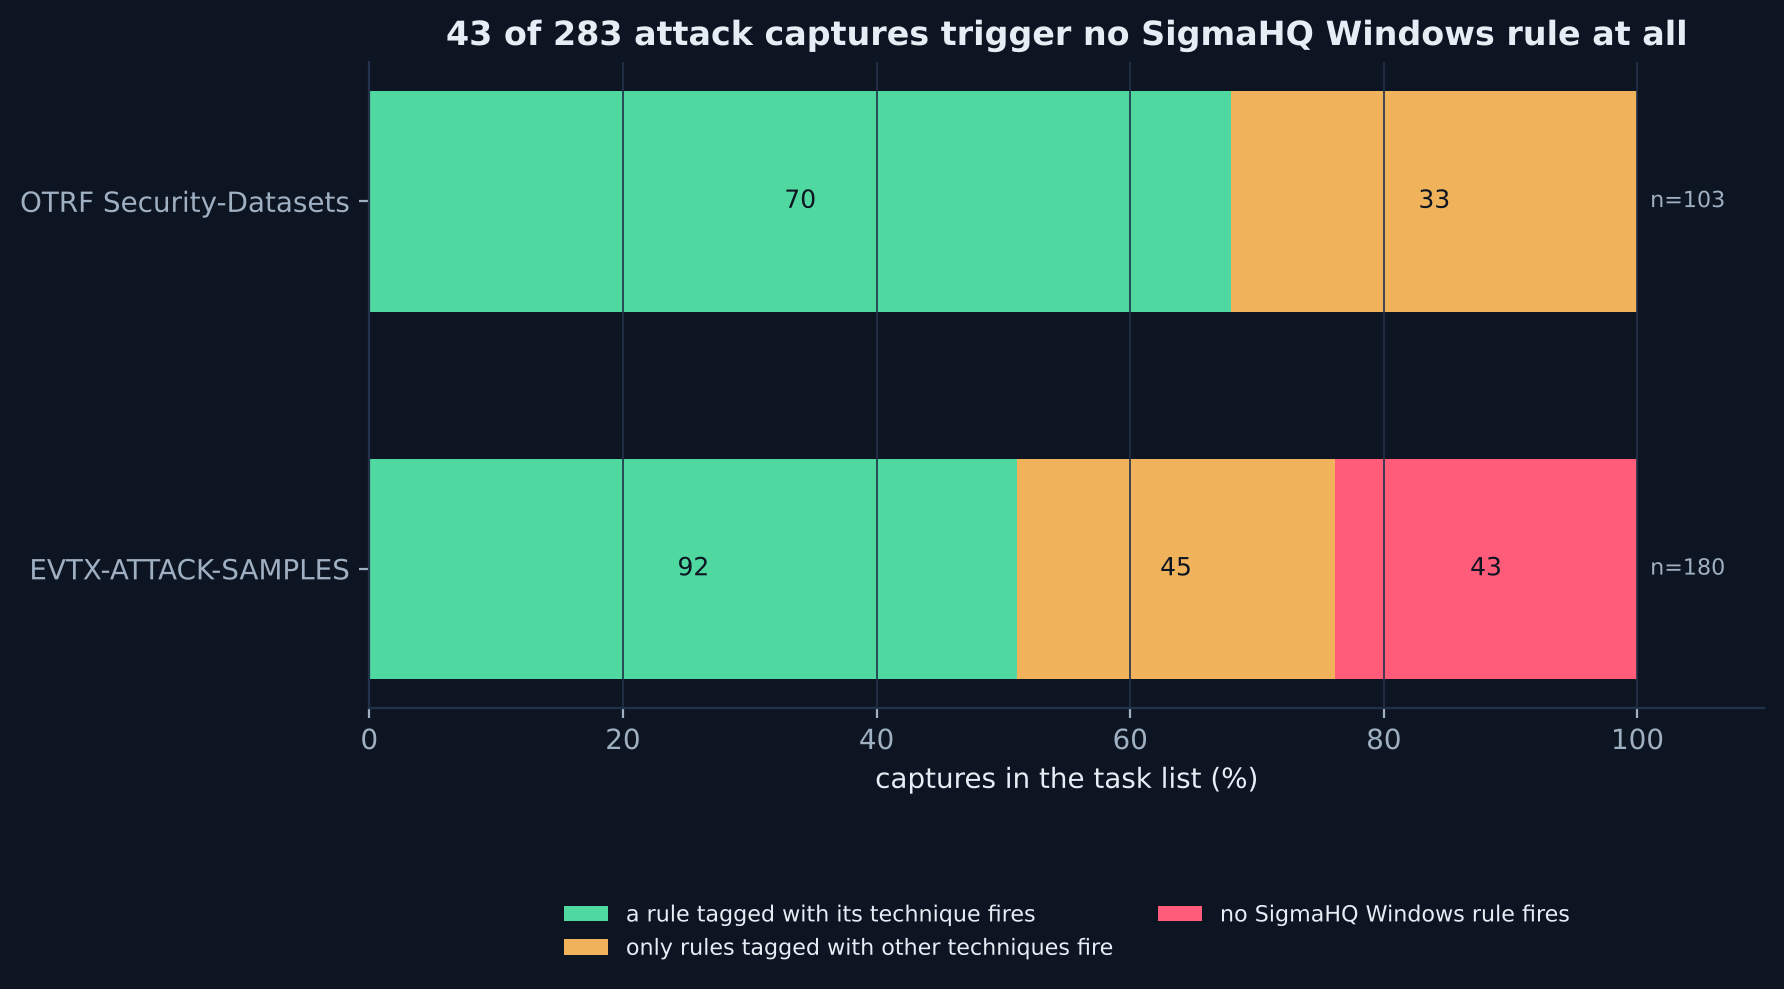 43 of 283 attack captures trigger no SigmaHQ Windows rule at all
OTRF Security-Datasets
70
33
n=103
EVTX-ATTACK-SAMPLES
92
45
43
n=180
0
20
40
60
80
100
captures in the task list (%)
a rule tagged with its technique fires
only rules tagged with other techniques fire
no SigmaHQ Windows rule fires